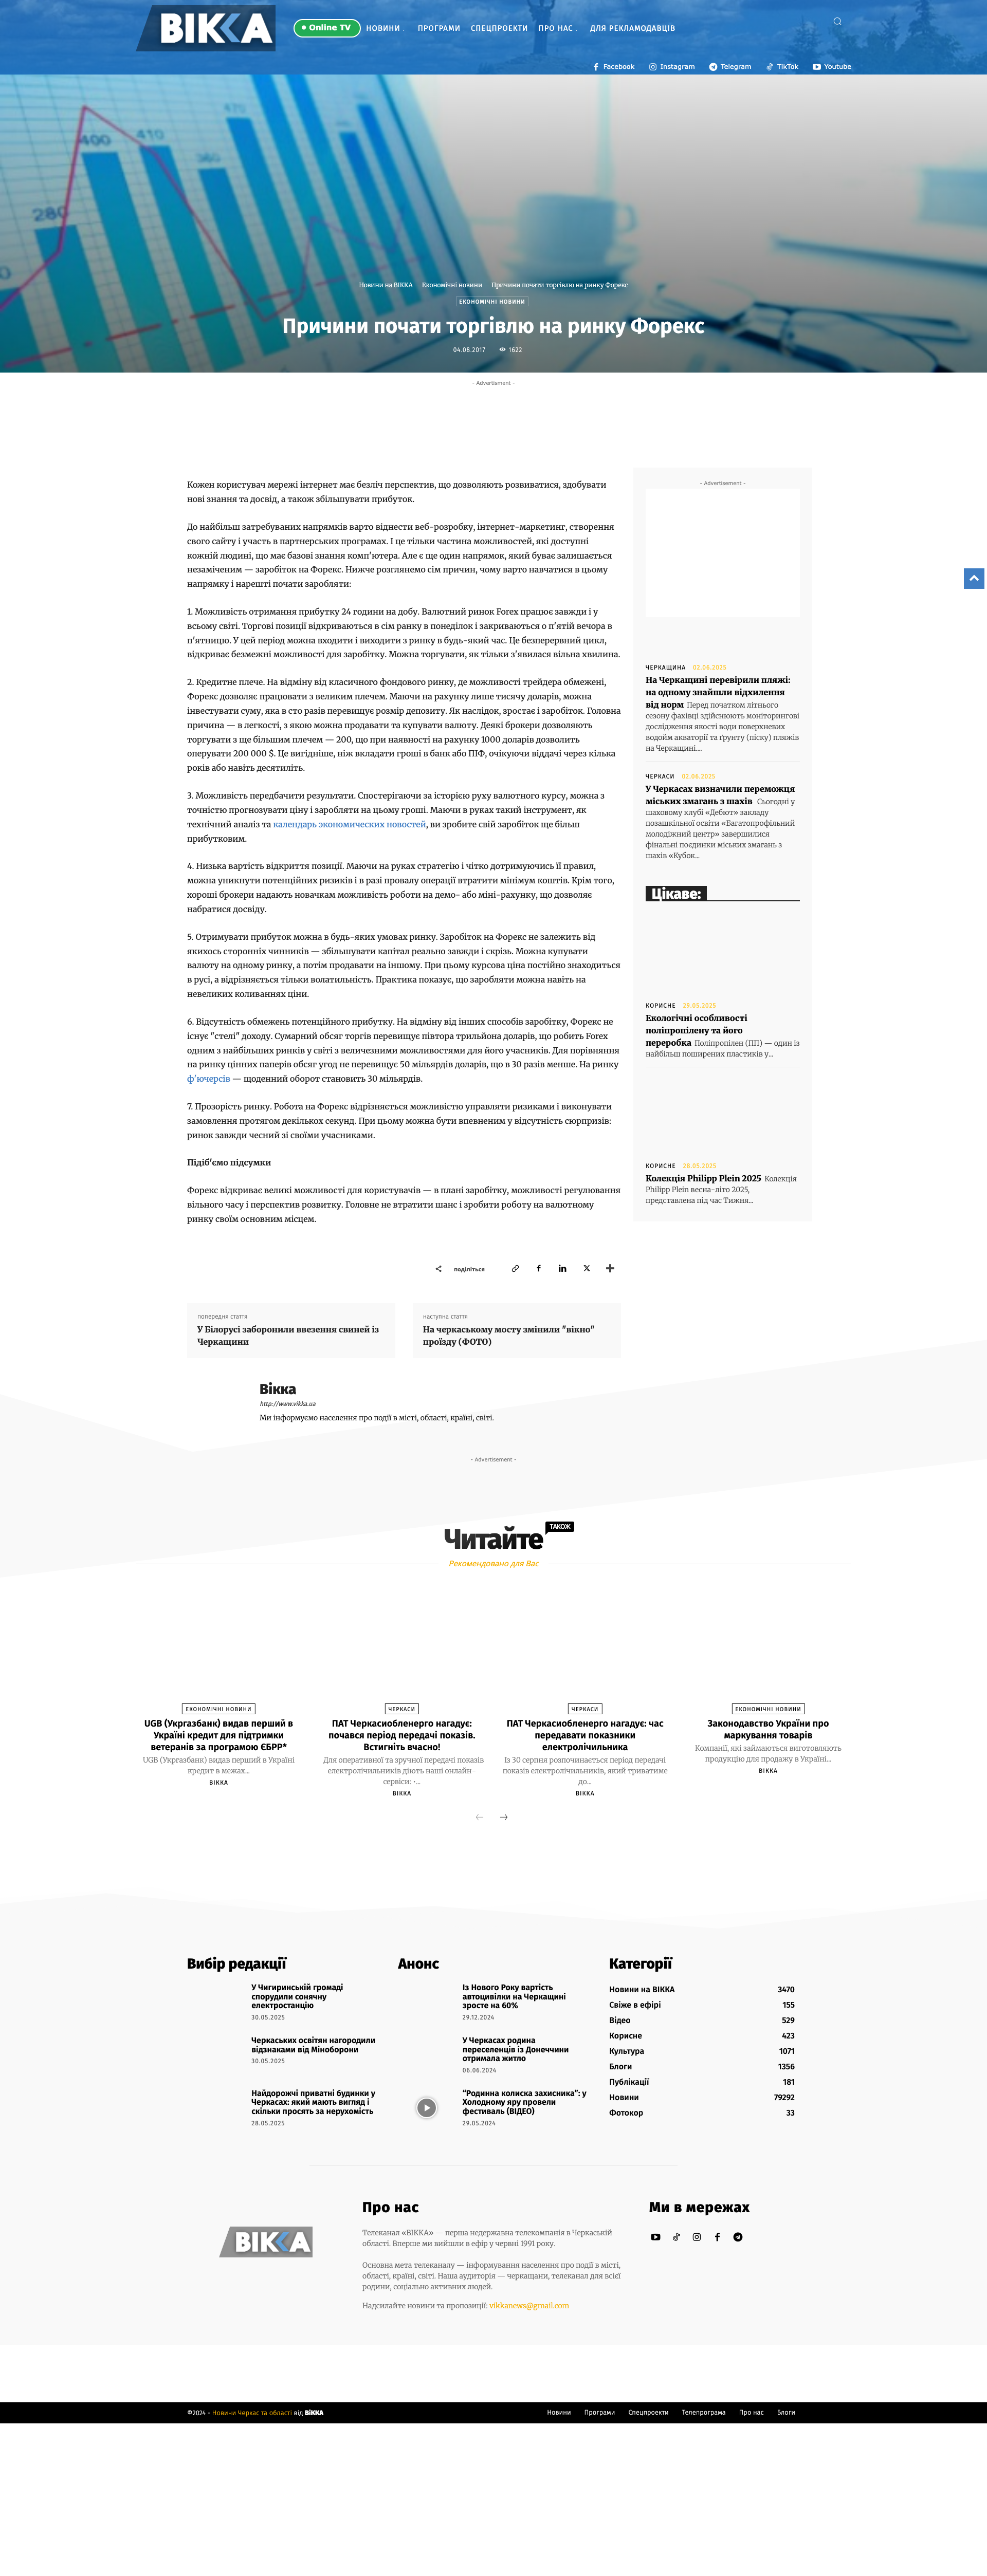 ВІККА
Online TV
НОВИНИ
ПРОГРАМИ
СПЕЦПРОЕКТИ
ПРО НАС
ДЛЯ РЕКЛАМОДАВЦІВ
Facebook
Instagram
Telegram
TikTok
Youtube
280
140
Новини на ВІККА
Економічні новини
Причини почати торгівлю на ринку Форекс
ЕКОНОМІЧНІ НОВИНИ
Причини почати торгівлю на ринку Форекс
04.08.2017
1622
- Advertisment -
Кожен користувач мережі інтернет має безліч перспектив, що дозволяють розвиватися, здобувати
нові знання та досвід, а також збільшувати прибуток.
До найбільш затребуваних напрямків варто віднести веб-розробку, інтернет-маркетинг, створення
свого сайту і участь в партнерських програмах. І це тільки частина можливостей, які доступні
кожній людині, що має базові знання комп'ютера. Але є ще один напрямок, який буває залишається
незаміченим — заробіток на Форекс. Нижче розглянемо сім причин, чому варто навчатися в цьому
напрямку і нарешті почати заробляти:
1. Можливість отримання прибутку 24 години на добу. Валютний ринок Forex працює завжди і у
всьому світі. Торгові позиції відкриваються в сім ранку в понеділок і закриваються о п'ятій вечора в
п'ятницю. У цей період можна входити і виходити з ринку в будь-який час. Це безперервний цикл,
відкриває безмежні можливості для заробітку. Можна торгувати, як тільки з'явилася вільна хвилина.
2. Кредитне плече. На відміну від класичного фондового ринку, де можливості трейдера обмежені,
Форекс дозволяє працювати з великим плечем. Маючи на рахунку лише тисячу доларів, можна
інвестувати суму, яка в сто разів перевищує розмір депозиту. Як наслідок, зростає і заробіток. Головна
причина — в легкості, з якою можна продавати та купувати валюту. Деякі брокери дозволяють
торгувати з ще більшим плечем — 200, що при наявності на рахунку 1000 доларів дозволить
оперувати 200 000 $. Це вигідніше, ніж вкладати гроші в банк або ПІФ, очікуючи віддачі через кілька
років або навіть десятиліть.
3. Можливість передбачити результати. Спостерігаючи за історією руху валютного курсу, можна з
точністю прогнозувати ціну і заробляти на цьому гроші. Маючи в руках такий інструмент, як
технічний аналіз та календарь экономических новостей, ви зробите свій заробіток ще більш
прибутковим.
4. Низька вартість відкриття позиції. Маючи на руках стратегію і чітко дотримуючись її правил,
можна уникнути потенційних ризиків і в разі провалу операції втратити мінімум коштів. Крім того,
хороші брокери надають новачкам можливість роботи на демо- або міні-рахунку, що дозволяє
набратися досвіду.
5. Отримувати прибуток можна в будь-яких умовах ринку. Заробіток на Форекс не залежить від
якихось сторонніх чинників — збільшувати капітал реально завжди і скрізь. Можна купувати
валюту на одному ринку, а потім продавати на іншому. При цьому курсова ціна постійно знаходиться
в русі, а відрізняється тільки волатильність. Практика показує, що заробляти можна навіть на
невеликих коливаннях ціни.
6. Відсутність обмежень потенційного прибутку. На відміну від інших способів заробітку, Форекс не
існує "стелі" доходу. Сумарний обсяг торгів перевищує півтора трильйона доларів, що робить Forex
одним з найбільших ринків у світі з величезними можливостями для його учасників. Для порівняння
на ринку цінних паперів обсяг угод не перевищує 50 мільярдів доларів, що в 30 разів менше. На ринку
ф'ючерсів — щоденний оборот становить 30 мільярдів.
7. Прозорість ринку. Робота на Форекс відрізняється можливістю управляти ризиками і виконувати
замовлення протягом декількох секунд. При цьому можна бути впевненим у відсутність сюрпризів:
ринок завжди чесний зі своїми учасниками.
Підіб'ємо підсумки
Форекс відкриває великі можливості для користувачів — в плані заробітку, можливості регулювання
вільного часу і перспектив розвитку. Головне не втратити шанс і зробити роботу на валютному
ринку своїм основним місцем.
поділіться
попередня стаття
У Білорусі заборонили ввезення свиней із
Черкащини
наступна стаття
На черкаському мосту змінили "вікно"
проїзду (ФОТО)
- Advertisement -
ЧЕРКАЩИНА 02.06.2025
На Черкащині перевірили пляжі:
на одному знайшли відхилення
від норм Перед початком літнього
сезону фахівці здійснюють моніторингові
дослідження якості води поверхневих
водойм акваторії та ґрунту (піску) пляжів
на Черкащині....
ЧЕРКАСИ 02.06.2025
У Черкасах визначили переможця
міських змагань з шахів Сьогодні у
шаховому клубі «Дебют» закладу
позашкільної освіти «Багатопрофільний
молодіжний центр» завершилися
фінальні поєдинки міських змагань з
шахів «Кубок...
Цікаве:
КОРИСНЕ 29.05.2025
Екологічні особливості
поліпропілену та його
переробка Поліпропілен (ПП) — один із
найбільш поширених пластиків у...
КОРИСНЕ 28.05.2025
Колекція Philipp Plein 2025 Колекція
Philipp Plein весна-літо 2025,
представлена під час Тижня...
Вікка
http://www.vikka.ua
Ми інформуємо населення про події в місті, області, країні, світі.
- Advertisement -
Читайте
ТАКОЖ
Рекомендовано для Вас
ЕКОНОМІЧНІ НОВИНИ
UGB (Укргазбанк) видав перший в
Україні кредит для підтримки
ветеранів за програмою ЄБРР*
UGB (Укргазбанк) видав перший в Україні
кредит в межах...
ВІККА
ЧЕРКАСИ
ПАТ Черкасиобленерго нагадує:
почався період передачі показів.
Встигніть вчасно!
Для оперативної та зручної передачі показів
електролічильників діють наші онлайн-
сервіси: -...
ВІККА
ЧЕРКАСИ
ПАТ Черкасиобленерго нагадує: час
передавати показники
електролічильника
Із 30 серпня розпочинається період передачі
показів електролічильників, який триватиме
до...
ВІККА
ЕКОНОМІЧНІ НОВИНИ
Законодавство України про
маркування товарів
Компанії, які займаються виготовляють
продукцію для продажу в Україні...
ВІККА
Вибір редакції
У Чигиринській громаді
спорудили сонячну
електростанцію
30.05.2025
Черкаських освітян нагородили
відзнаками від Міноборони
30.05.2025
Найдорожчі приватні будинки у
Черкасах: який мають вигляд і
скільки просять за нерухомість
28.05.2025
Анонс
Із Нового Року вартість
автоцивілки на Черкащині
зросте на 60%
29.12.2024
У Черкасах родина
переселенців із Донеччини
отримала житло
06.06.2024
“Родинна колиска захисника”: у
Холодному яру провели
фестиваль (ВІДЕО)
29.05.2024
Категорії
Новини на ВІККА 3470
Свіже в ефірі 155
Відео 529
Корисне 423
Культура 1071
Блоги 1356
Публікації 181
Новини 79292
Фотокор 33
ВІККА
Про нас
Телеканал «ВІККА» — перша недержавна телекомпанія в Черкаській
області. Вперше ми вийшли в ефір у червні 1991 року.
Основна мета телеканалу — інформування населення про події в місті,
області, країні, світі. Наша аудиторія — черкащани, телеканал для всієї
родини, соціально активних людей.
Надсилайте новини та пропозиції: vikkanews@gmail.com
Ми в мережах
©2024 - Новини Черкас та області від ВіККА
Новини
Програми
Спецпроекти
Телепрограма
Про нас
Блоги